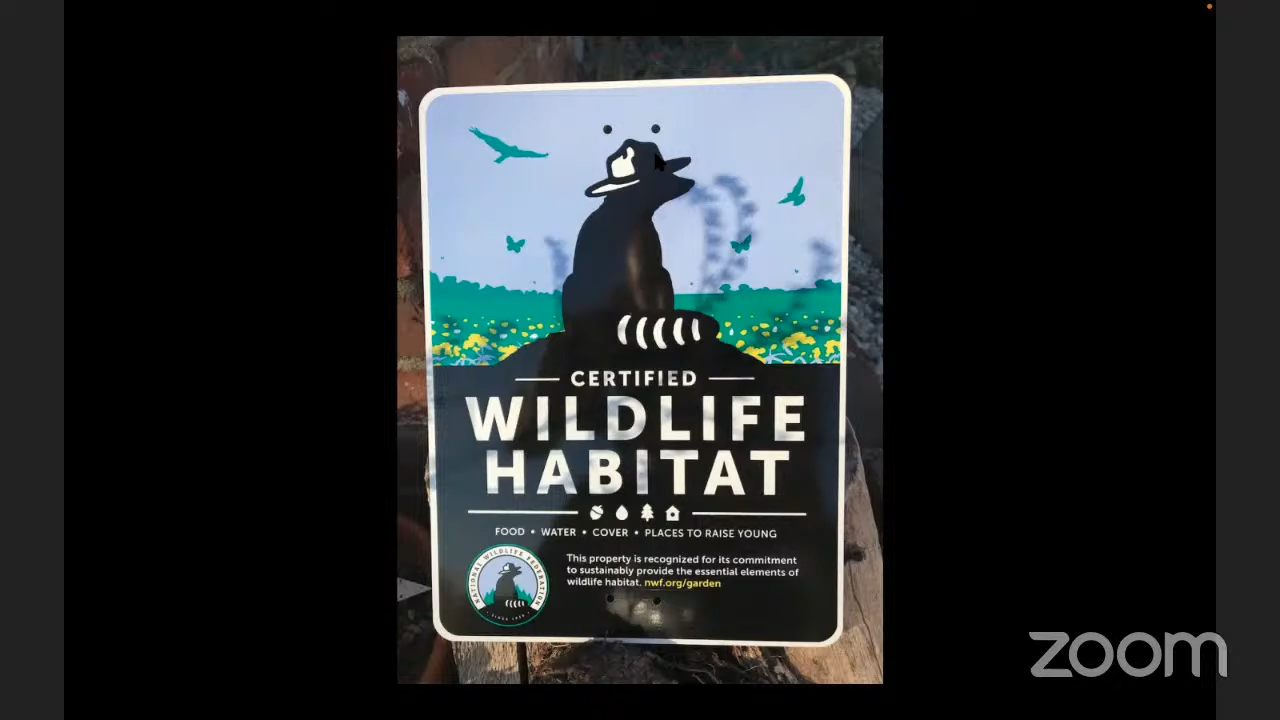 CERTIFIED
WILDLIFE
HABITAT
FOOD • WATER • COVER • PLACES TO RAISE YOUNG
This property is recognized for its commitment
to sustainably provide the essential elements of
wildlife habitat. nwf.org/garden
NATIONAL WILDLIFE FEDERATION
zoom